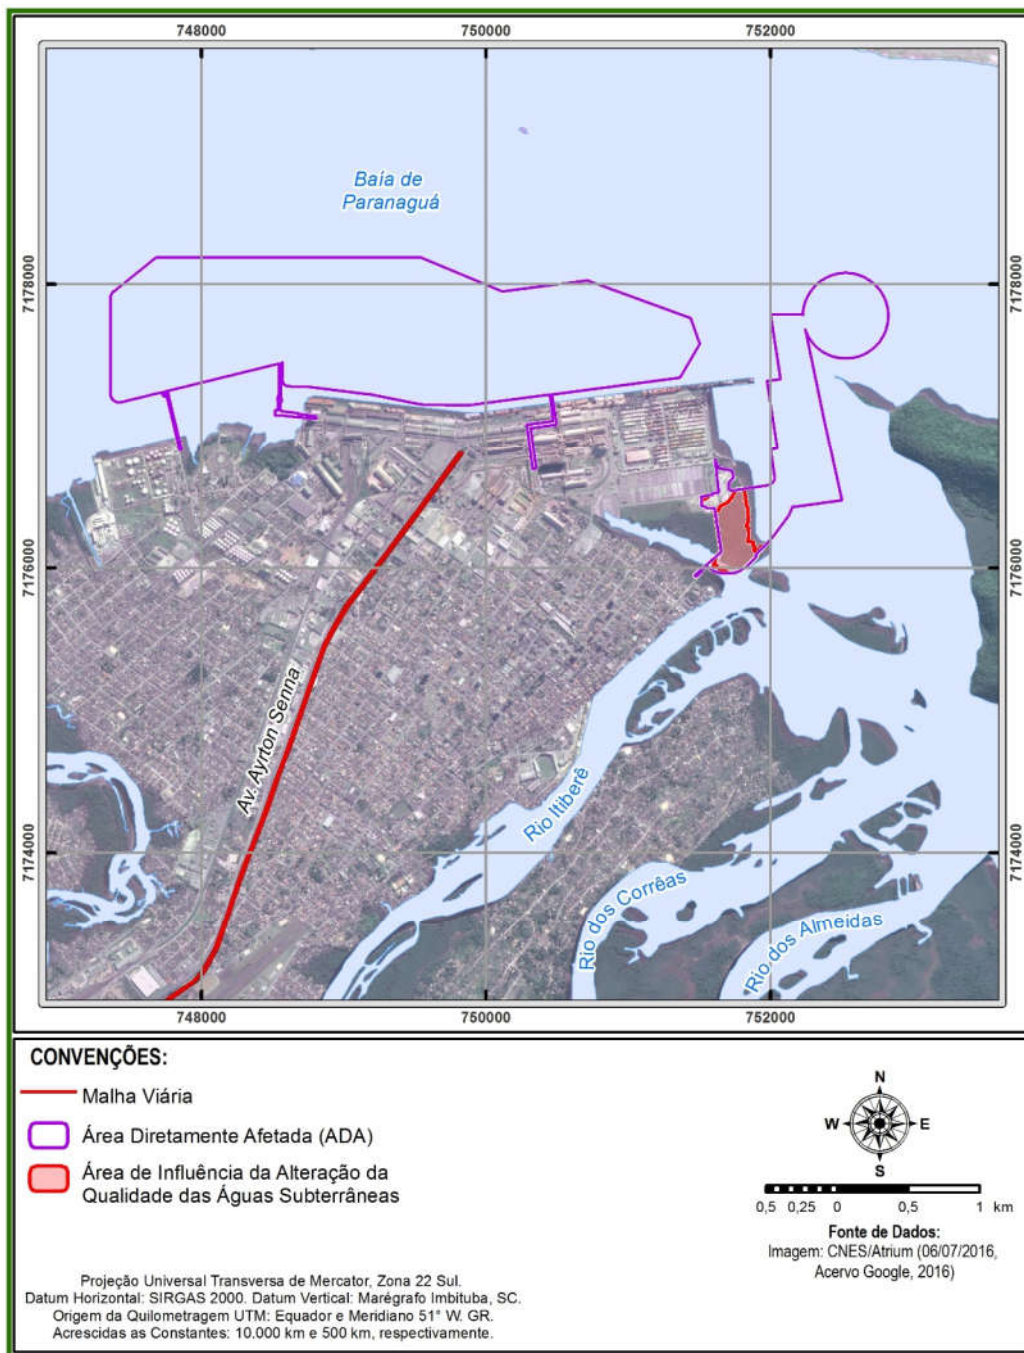 748000
750000
752000
Baía de
Paranaguá
7178000
7178000
7176000
7176000
Av. Ayrton Senna
Rio Itiberê
7174000
7174000
Rio dos Corrêas
Rio dos Almeidas
748000
750000
752000
CONVENÇÕES:
Malha Viária
Área Diretamente Afetada (ADA)
Área de Influência da Alteração da
Qualidade das Águas Subterrâneas
N
W
E
S
0,5 0,25 0 0,5 1 km
Fonte de Dados:
Imagem: CNES/Atrium (06/07/2016,
Acervo Google, 2016)
Projeção Universal Transversa de Mercator, Zona 22 Sul.
Datum Horizontal: SIRGAS 2000. Datum Vertical: Marégrafo Imbituba, SC.
Origem da Quilometragem UTM: Equador e Meridiano 51° W. GR.
Acrescidas as Constantes: 10.000 km e 500 km, respectivamente.